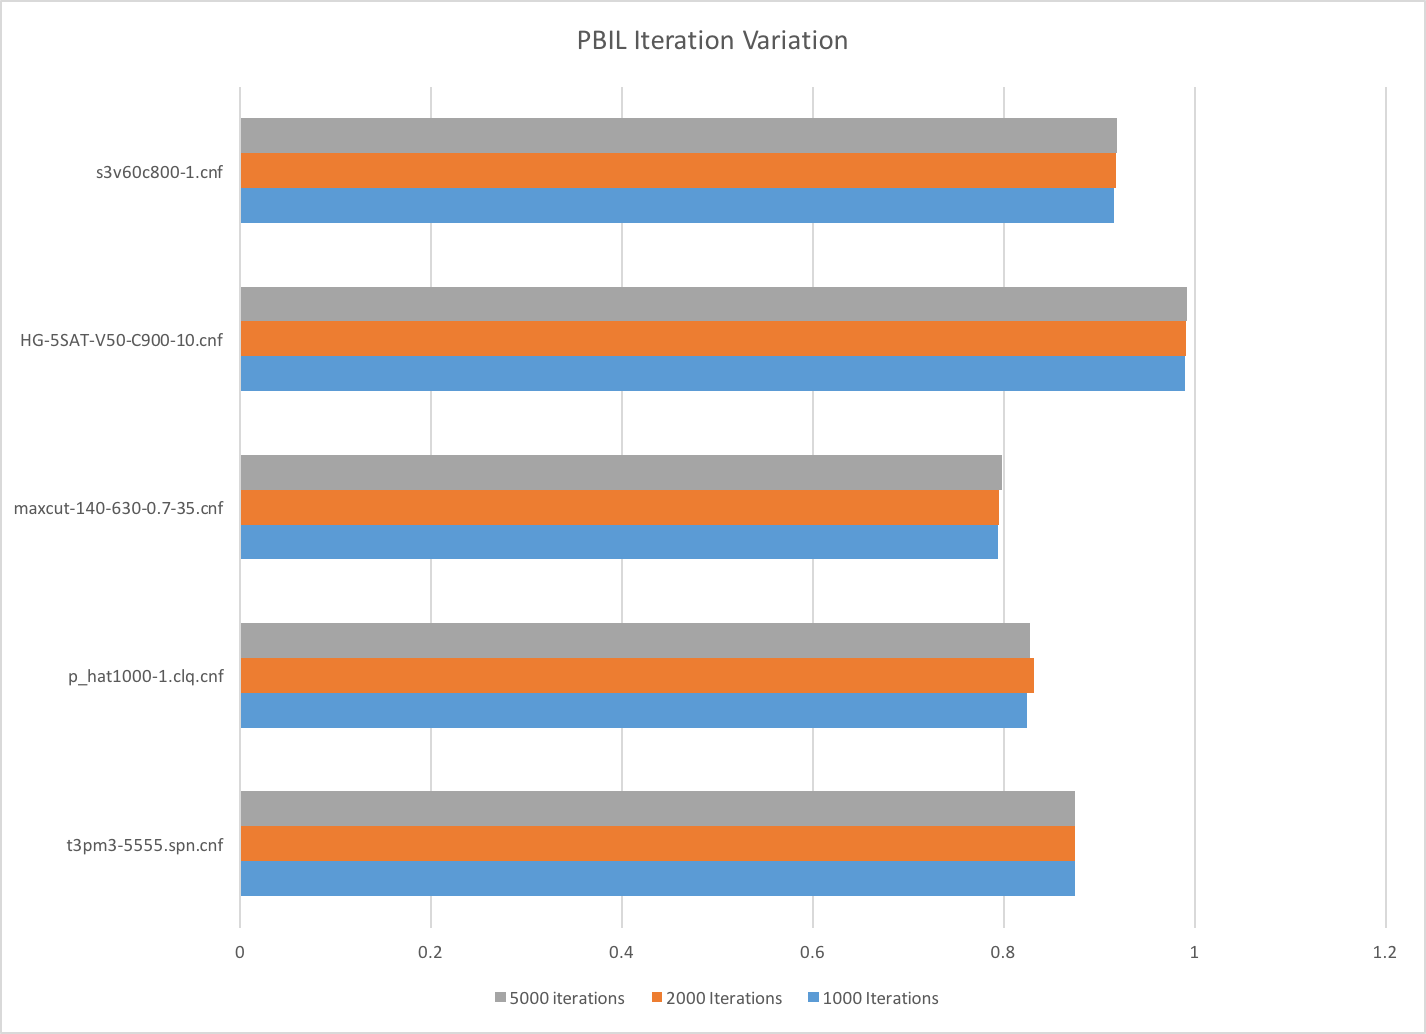 PBIL Iteration Variation
s3v60c800-1.cnf
HG-5SAT-V50-C900-10.cnf
maxcut-140-630-0.7-35.cnf
p_hat1000-1.clq.cnf
t3pm3-5555.spn.cnf
0 0.2 0.4 0.6 0.8 1 1.2
5000 iterations 2000 Iterations 1000 Iterations